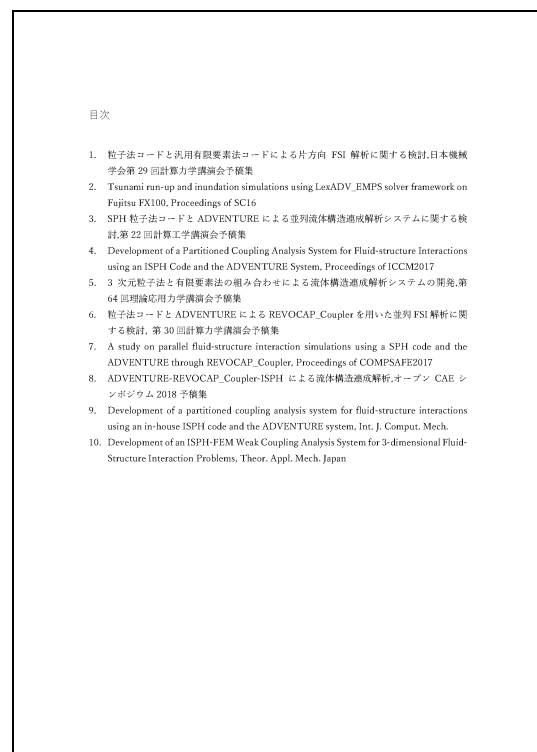 目次
1. 粒子法コードと汎用有限要素法コードによる片方向 FSI 解析に関する検討,日本機械
学会第 29 回計算力学講演会予稿集
2. Tsunami run-up and inundation simulations using LexADV_EMPS solver framework on
Fujitsu FX100, Proceedings of SC16
3. SPH 粒子法コードと ADVENTURE による並列流体構造連成解析システムに関する検
討,第 22 回計算工学講演会予稿集
4. Development of a Partitioned Coupling Analysis System for Fluid-structure Interactions
using an ISPH Code and the ADVENTURE System, Proceedings of ICCM2017
5. 3 次元粒子法と有限要素法の組み合わせによる流体構造連成解析システムの開発,第
64 回理論応用力学講演会予稿集
6. 粒子法コードと ADVENTURE による REVOCAP_Coupler を用いた並列 FSI 解析に関
する検討, 第 30 回計算力学講演会予稿集
7. A study on parallel fluid-structure interaction simulations using a SPH code and the
ADVENTURE through REVOCAP_Coupler, Proceedings of COMPSAFE2017
8. ADVENTURE-REVOCAP_Coupler-ISPH による流体構造連成解析,オープン CAE シ
ンポジウム 2018 予稿集
9. Development of a partitioned coupling analysis system for fluid-structure interactions
using an in-house ISPH code and the ADVENTURE system, Int. J. Comput. Mech.
10. Development of an ISPH-FEM Weak Coupling Analysis System for 3-dimensional Fluid-
Structure Interaction Problems, Theor. Appl. Mech. Japan